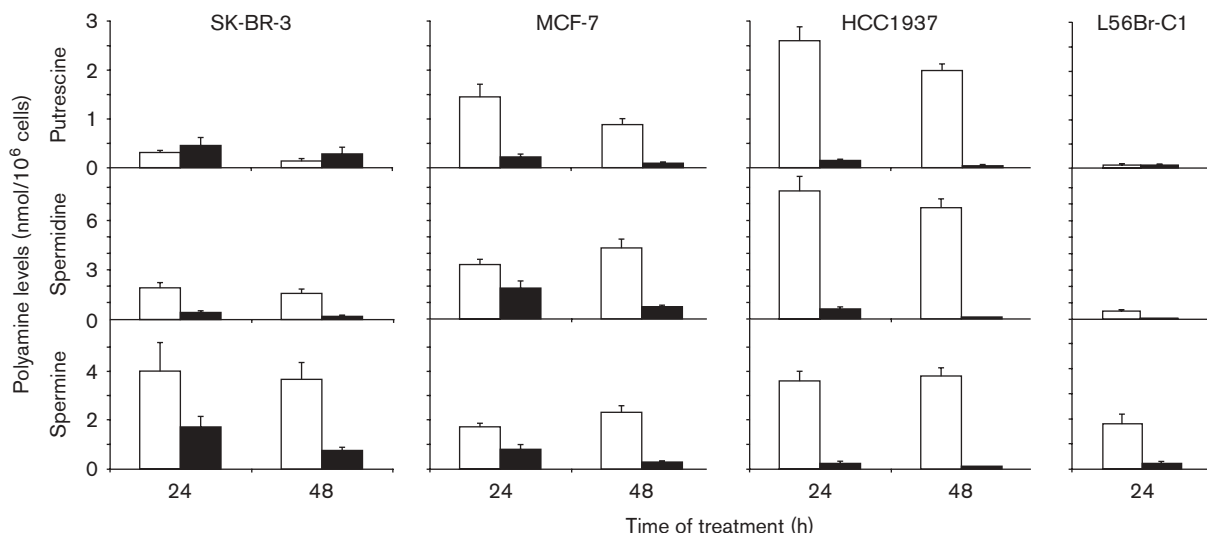 SK-BR-3 MCF-7 HCC1937 L56Br-C1
Polyamine levels (nmol/10⁶ cells)
Putrescine
3
2
1
0
Spermidine
6
3
0
Spermine
4
2
0
24 48 24 48 24 48 24
Time of treatment (h)